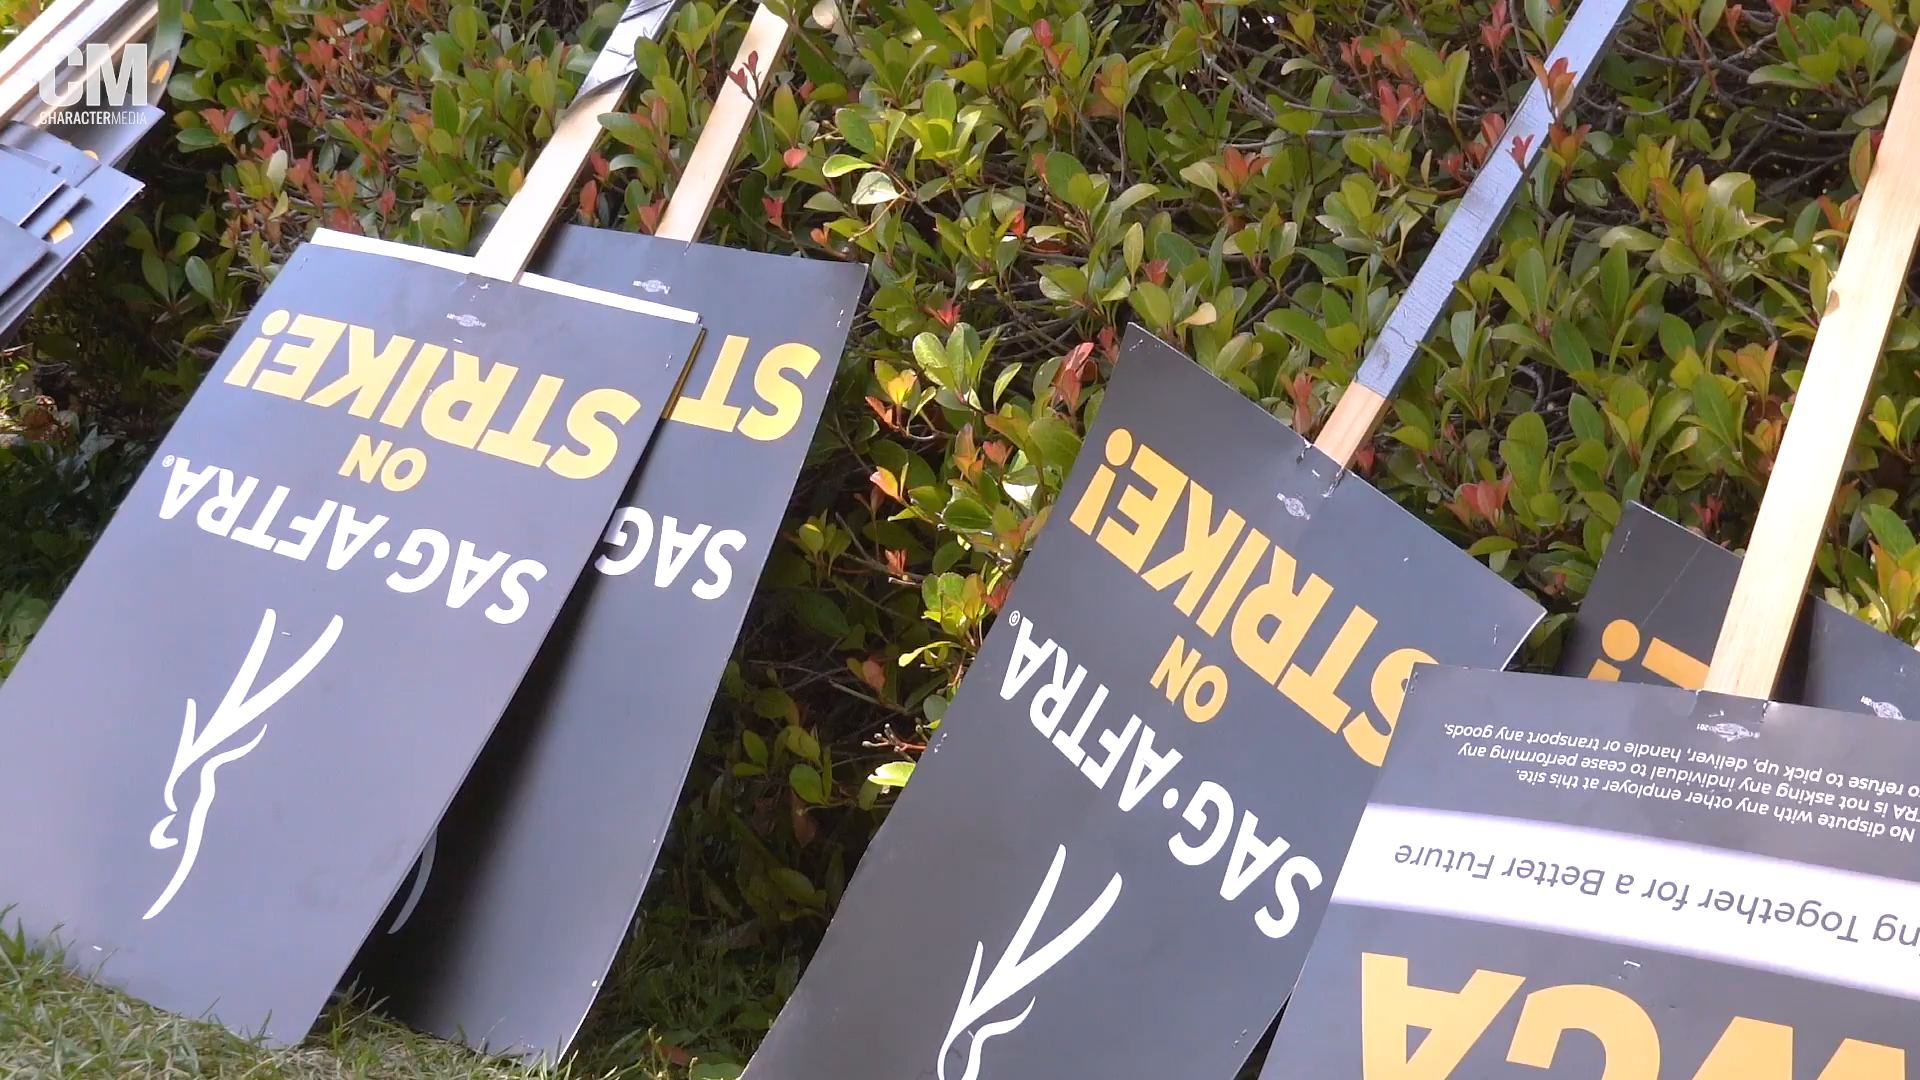 CM
CHARACTERMEDIA
SAG·AFTRA®
ON
STRIKE!
SAG
ST
SAG·AFTRA®
ON
STRIKE!
!
WGA
ng Together for a Better Future
No dispute with any other employer at this site.
RA is not asking any individual to cease performing any
o refuse to pick up, deliver, handle or transport any goods.